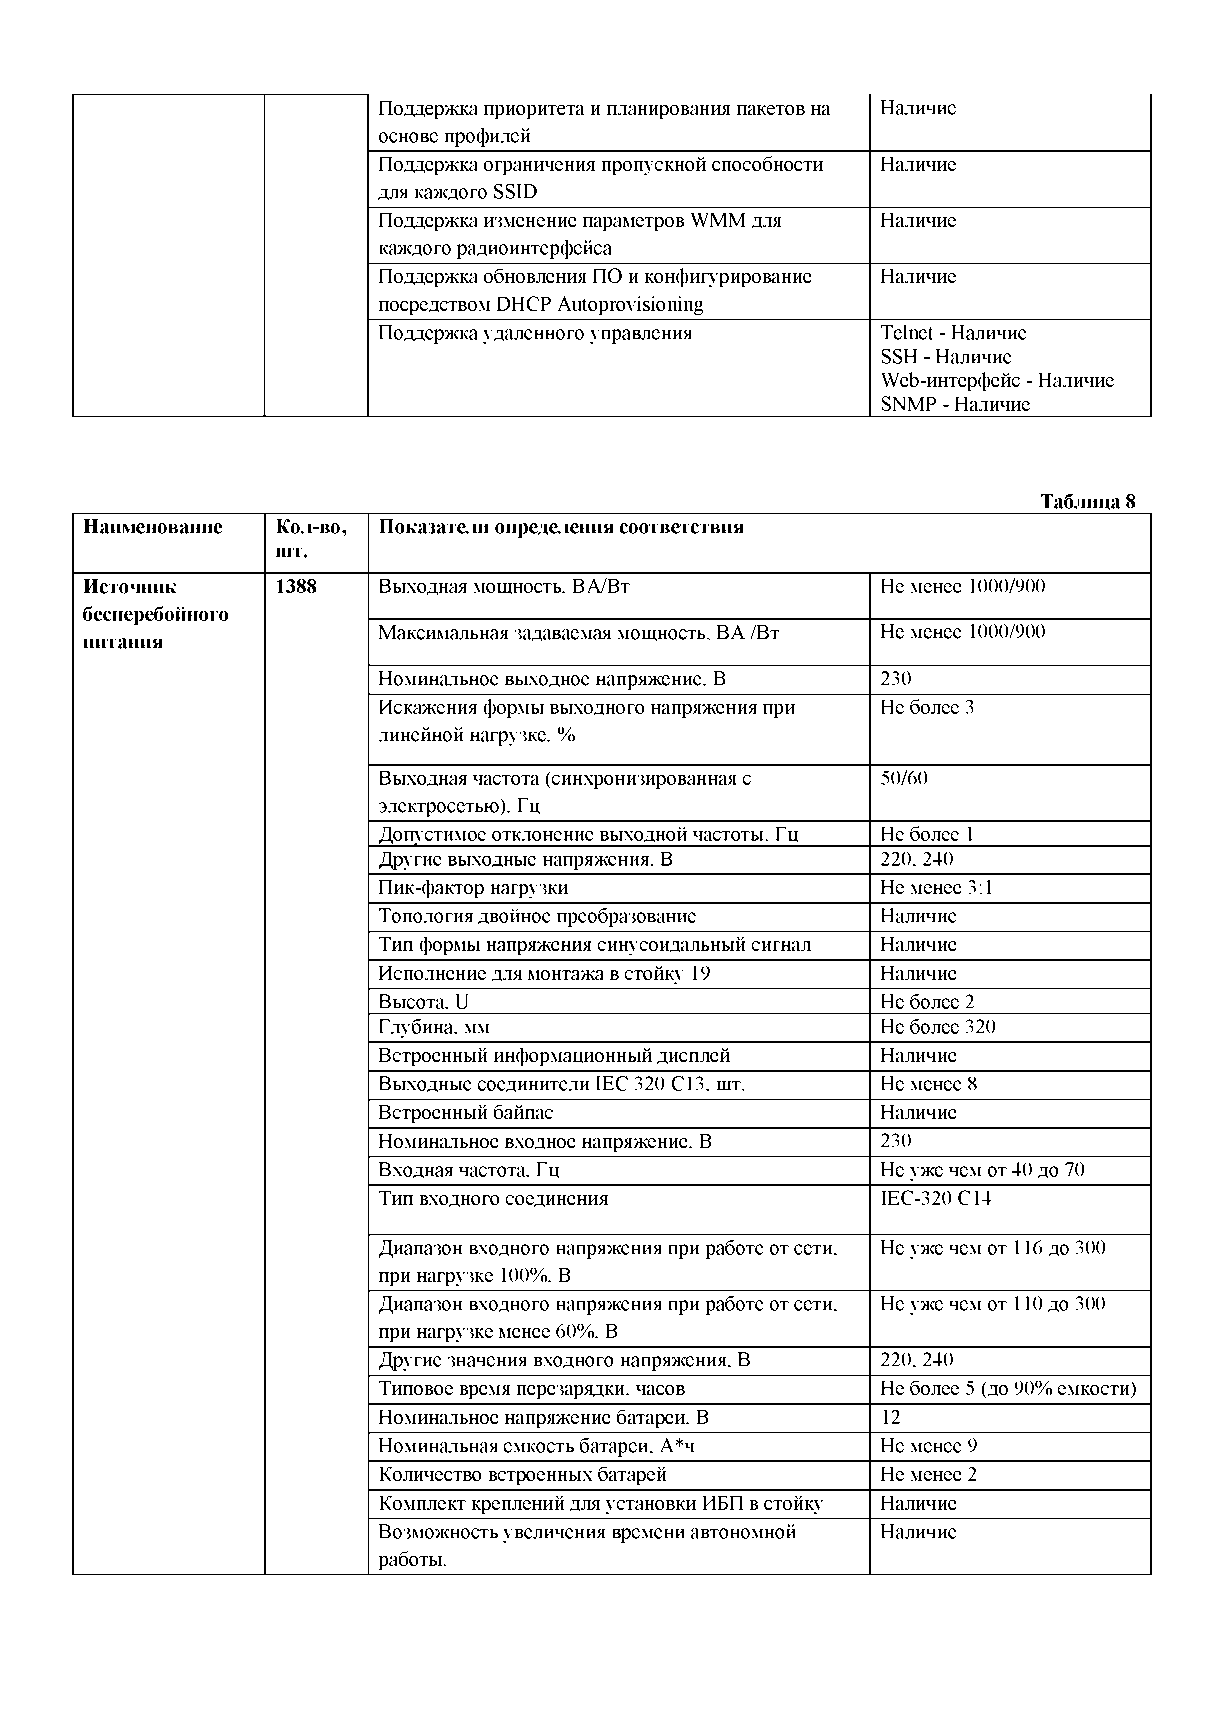 Поддержка приоритета и планирования пакетов на основе профилей
Наличие
Поддержка ограничения пропускной способности для каждого SSID
Наличие
Поддержка изменение параметров WMM для каждого радиоинтерфейса
Наличие
Поддержка обновления ПО и конфигурирование посредством DHCP Autoprovisioning
Наличие
Поддержка удаленного управления
Telnet - Наличие
SSH - Наличие
Web-интерфейс - Наличие
SNMP - Наличие
Таблица 8
Наименование
Кол-во, шт.
Показатели определения соответствия
Источник бесперебойного питания
1388
Выходная мощность, ВА/Вт
Не менее 1000/900
Максимальная задаваемая мощность, ВА /Вт
Не менее 1000/900
Номинальное выходное напряжение, В
230
Искажения формы выходного напряжения при линейной нагрузке, %
Не более 3
Выходная частота (синхронизированная с электросетью), Гц
50/60
Допустимое отклонение выходной частоты, Гц
Не более 1
Другие выходные напряжения, В
220, 240
Пик-фактор нагрузки
Не менее 3:1
Топология двойное преобразование
Наличие
Тип формы напряжения синусоидальный сигнал
Наличие
Исполнение для монтажа в стойку 19
Наличие
Высота, U
Не более 2
Глубина, мм
Не более 320
Встроенный информационный дисплей
Наличие
Выходные соединители IEC 320 C13, шт.
Не менее 8
Встроенный байпас
Наличие
Номинальное входное напряжение, В
230
Входная частота, Гц
Не уже чем от 40 до 70
Тип входного соединения
IEC-320 C14
Диапазон входного напряжения при работе от сети, при нагрузке 100%, В
Не уже чем от 116 до 300
Диапазон входного напряжения при работе от сети, при нагрузке менее 60%, В
Не уже чем от 110 до 300
Другие значения входного напряжения, В
220, 240
Типовое время перезарядки, часов
Не более 5 (до 90% емкости)
Номинальное напряжение батареи, В
12
Номинальная емкость батареи, А*ч
Не менее 9
Количество встроенных батарей
Не менее 2
Комплект креплений для установки ИБП в стойку
Наличие
Возможность увеличения времени автономной работы.
Наличие